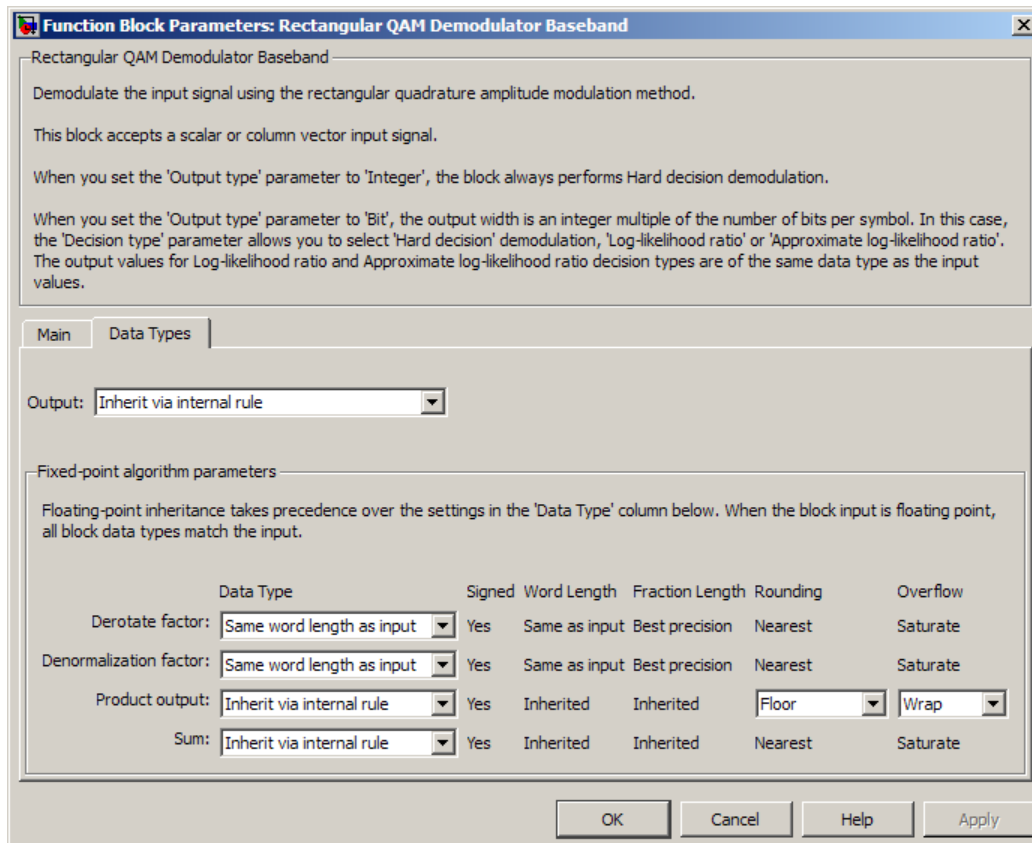 Function Block Parameters: Rectangular QAM Demodulator Baseband
Rectangular QAM Demodulator Baseband
Demodulate the input signal using the rectangular quadrature amplitude modulation method.
This block accepts a scalar or column vector input signal.
When you set the 'Output type' parameter to 'Integer', the block always performs Hard decision demodulation.
When you set the 'Output type' parameter to 'Bit', the output width is an integer multiple of the number of bits per symbol. In this case,
the 'Decision type' parameter allows you to select 'Hard decision' demodulation, 'Log-likelihood ratio' or 'Approximate log-likelihood ratio'.
The output values for Log-likelihood ratio and Approximate log-likelihood ratio decision types are of the same data type as the input
values.
Main Data Types
Output: Inherit via internal rule
Fixed-point algorithm parameters
Floating-point inheritance takes precedence over the settings in the 'Data Type' column below. When the block input is floating point,
all block data types match the input.
Data Type Signed Word Length Fraction Length Rounding Overflow
Derotate factor: Same word length as input Yes Same as input Best precision Nearest Saturate
Denormalization factor: Same word length as input Yes Same as input Best precision Nearest Saturate
Product output: Inherit via internal rule Yes Inherited Inherited Floor Wrap
Sum: Inherit via internal rule Yes Inherited Inherited Nearest Saturate
OK Cancel Help Apply